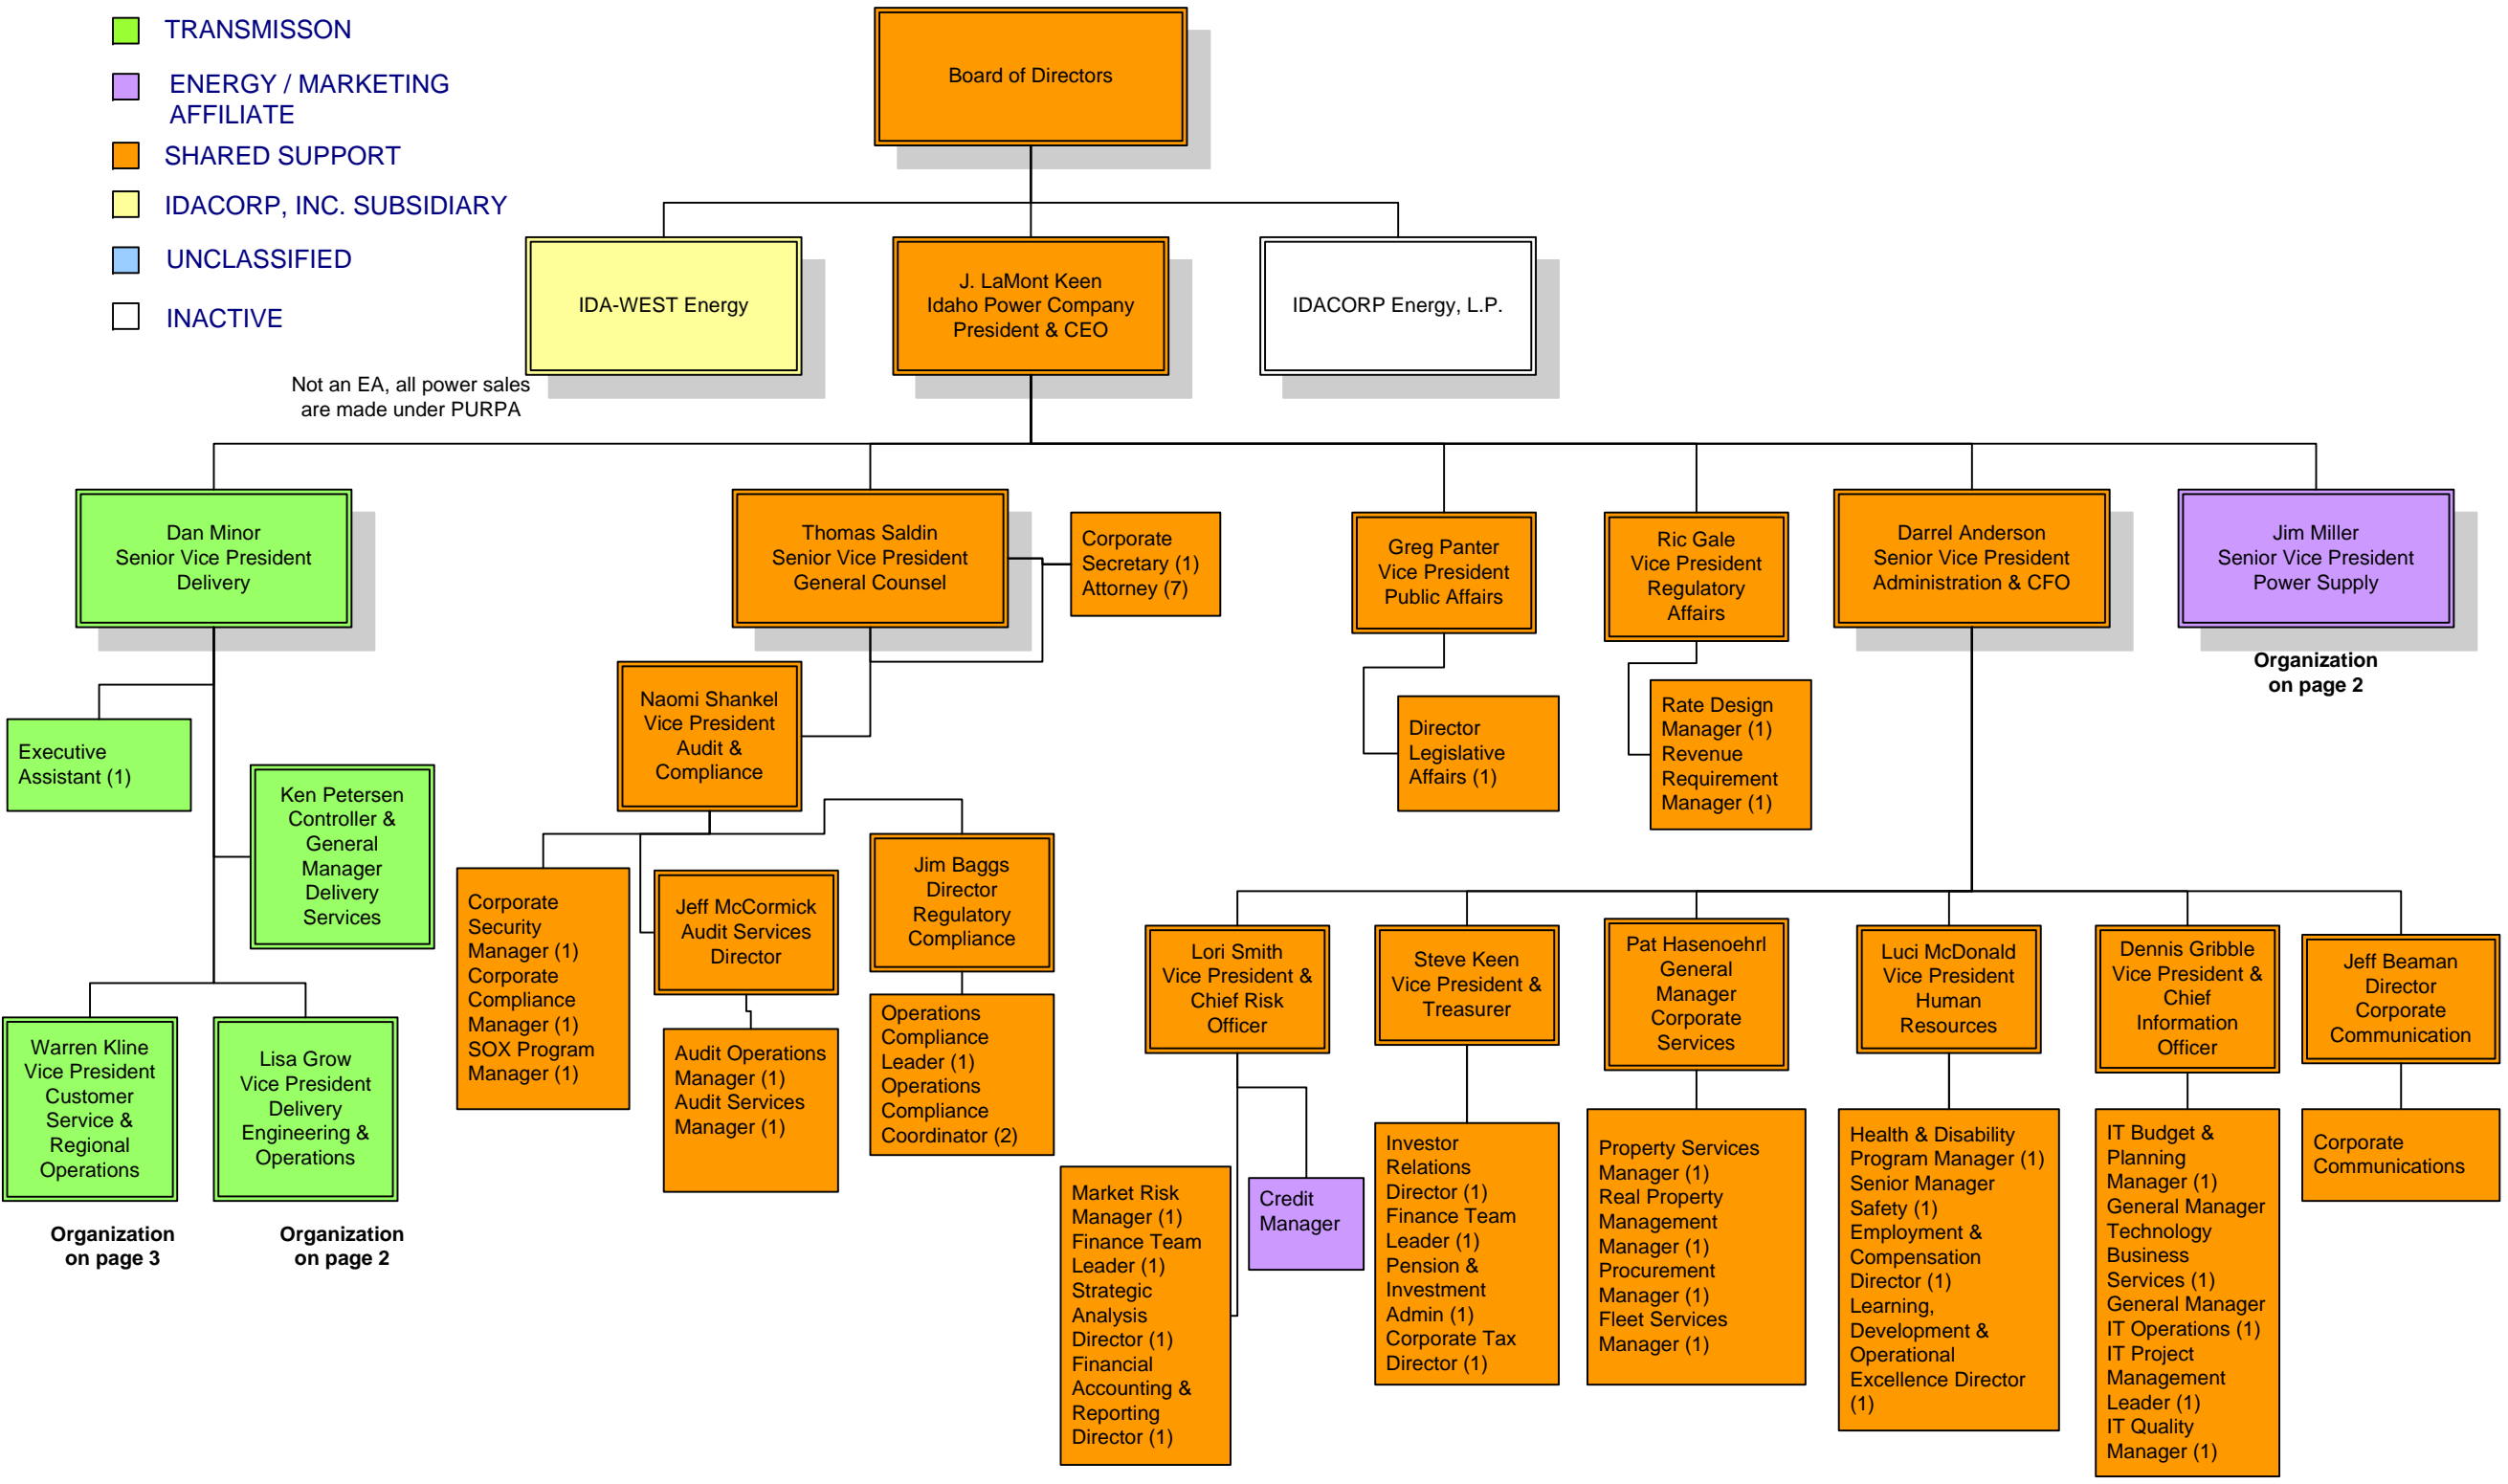 TRANSMISSON
ENERGY / MARKETING
AFFILIATE
SHARED SUPPORT
IDACORP, INC. SUBSIDIARY
UNCLASSIFIED
INACTIVE
Board of Directors
IDA-WEST Energy
J. LaMont Keen
Idaho Power Company
President & CEO
IDACORP Energy, L.P.
Not an EA, all power sales
are made under PURPA
Dan Minor
Senior Vice President
Delivery
Thomas Saldin
Senior Vice President
General Counsel
Corporate
Secretary (1)
Attorney (7)
Greg Panter
Vice President
Public Affairs
Ric Gale
Vice President
Regulatory
Affairs
Darrel Anderson
Senior Vice President
Administration & CFO
Jim Miller
Senior Vice President
Power Supply
Organization
on page 2
Executive
Assistant (1)
Ken Petersen
Controller &
General
Manager
Delivery
Services
Naomi Shankel
Vice President
Audit &
Compliance
Director
Legislative
Affairs (1)
Rate Design
Manager (1)
Revenue
Requirement
Manager (1)
Corporate
Security
Manager (1)
Corporate
Compliance
Manager (1)
SOX Program
Manager (1)
Jeff McCormick
Audit Services
Director
Jim Baggs
Director
Regulatory
Compliance
Audit Operations
Manager (1)
Audit Services
Manager (1)
Operations
Compliance
Leader (1)
Operations
Compliance
Coordinator (2)
Warren Kline
Vice President
Customer
Service &
Regional
Operations
Organization
on page 3
Lisa Grow
Vice President
Delivery
Engineering &
Operations
Organization
on page 2
Lori Smith
Vice President &
Chief Risk
Officer
Steve Keen
Vice President &
Treasurer
Pat Hasenoehrl
General
Manager
Corporate
Services
Luci McDonald
Vice President
Human
Resources
Dennis Gribble
Vice President &
Chief
Information
Officer
Jeff Beaman
Director
Corporate
Communication
Market Risk
Manager (1)
Finance Team
Leader (1)
Strategic
Analysis
Director (1)
Financial
Accounting &
Reporting
Director (1)
Credit
Manager
Investor
Relations
Director (1)
Finance Team
Leader (1)
Pension &
Investment
Admin (1)
Corporate Tax
Director (1)
Property Services
Manager (1)
Real Property
Management
Manager (1)
Procurement
Manager (1)
Fleet Services
Manager (1)
Health & Disability
Program Manager (1)
Senior Manager
Safety (1)
Employment &
Compensation
Director (1)
Learning,
Development &
Operational
Excellence Director
(1)
IT Budget &
Planning
Manager (1)
General Manager
Technology
Business
Services (1)
General Manager
IT Operations (1)
IT Project
Management
Leader (1)
IT Quality
Manager (1)
Corporate
Communications